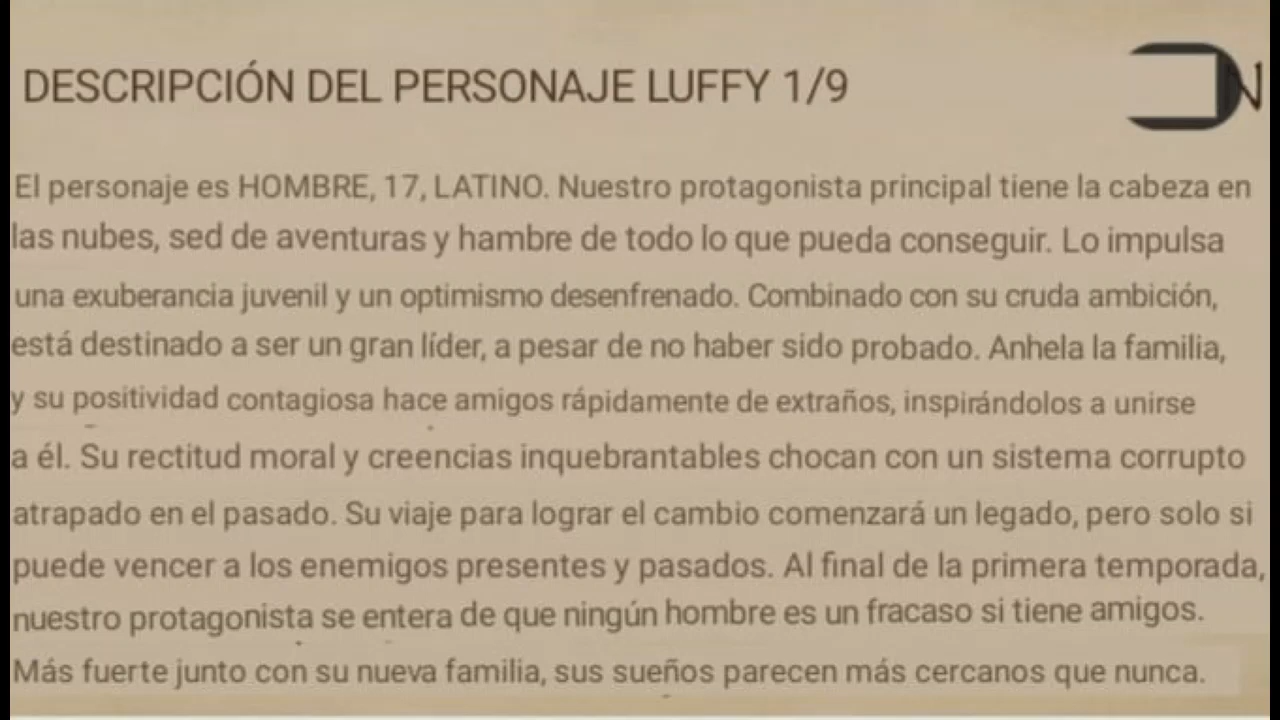 DESCRIPCIÓN DEL PERSONAJE LUFFY 1/9
N
El personaje es HOMBRE, 17, LATINO. Nuestro protagonista principal tiene la cabeza en
las nubes, sed de aventuras y hambre de todo lo que pueda conseguir. Lo impulsa
una exuberancia juvenil y un optimismo desenfrenado. Combinado con su cruda ambición,
está destinado a ser un gran líder, a pesar de no haber sido probado. Anhela la familia,
y su positividad contagiosa hace amigos rápidamente de extraños, inspirándolos a unirse
a él. Su rectitud moral y creencias inquebrantables chocan con un sistema corrupto
atrapado en el pasado. Su viaje para lograr el cambio comenzará un legado, pero solo si
puede vencer a los enemigos presentes y pasados. Al final de la primera temporada,
nuestro protagonista se entera de que ningún hombre es un fracaso si tiene amigos.
Más fuerte junto con su nueva familia, sus sueños parecen más cercanos que nunca.